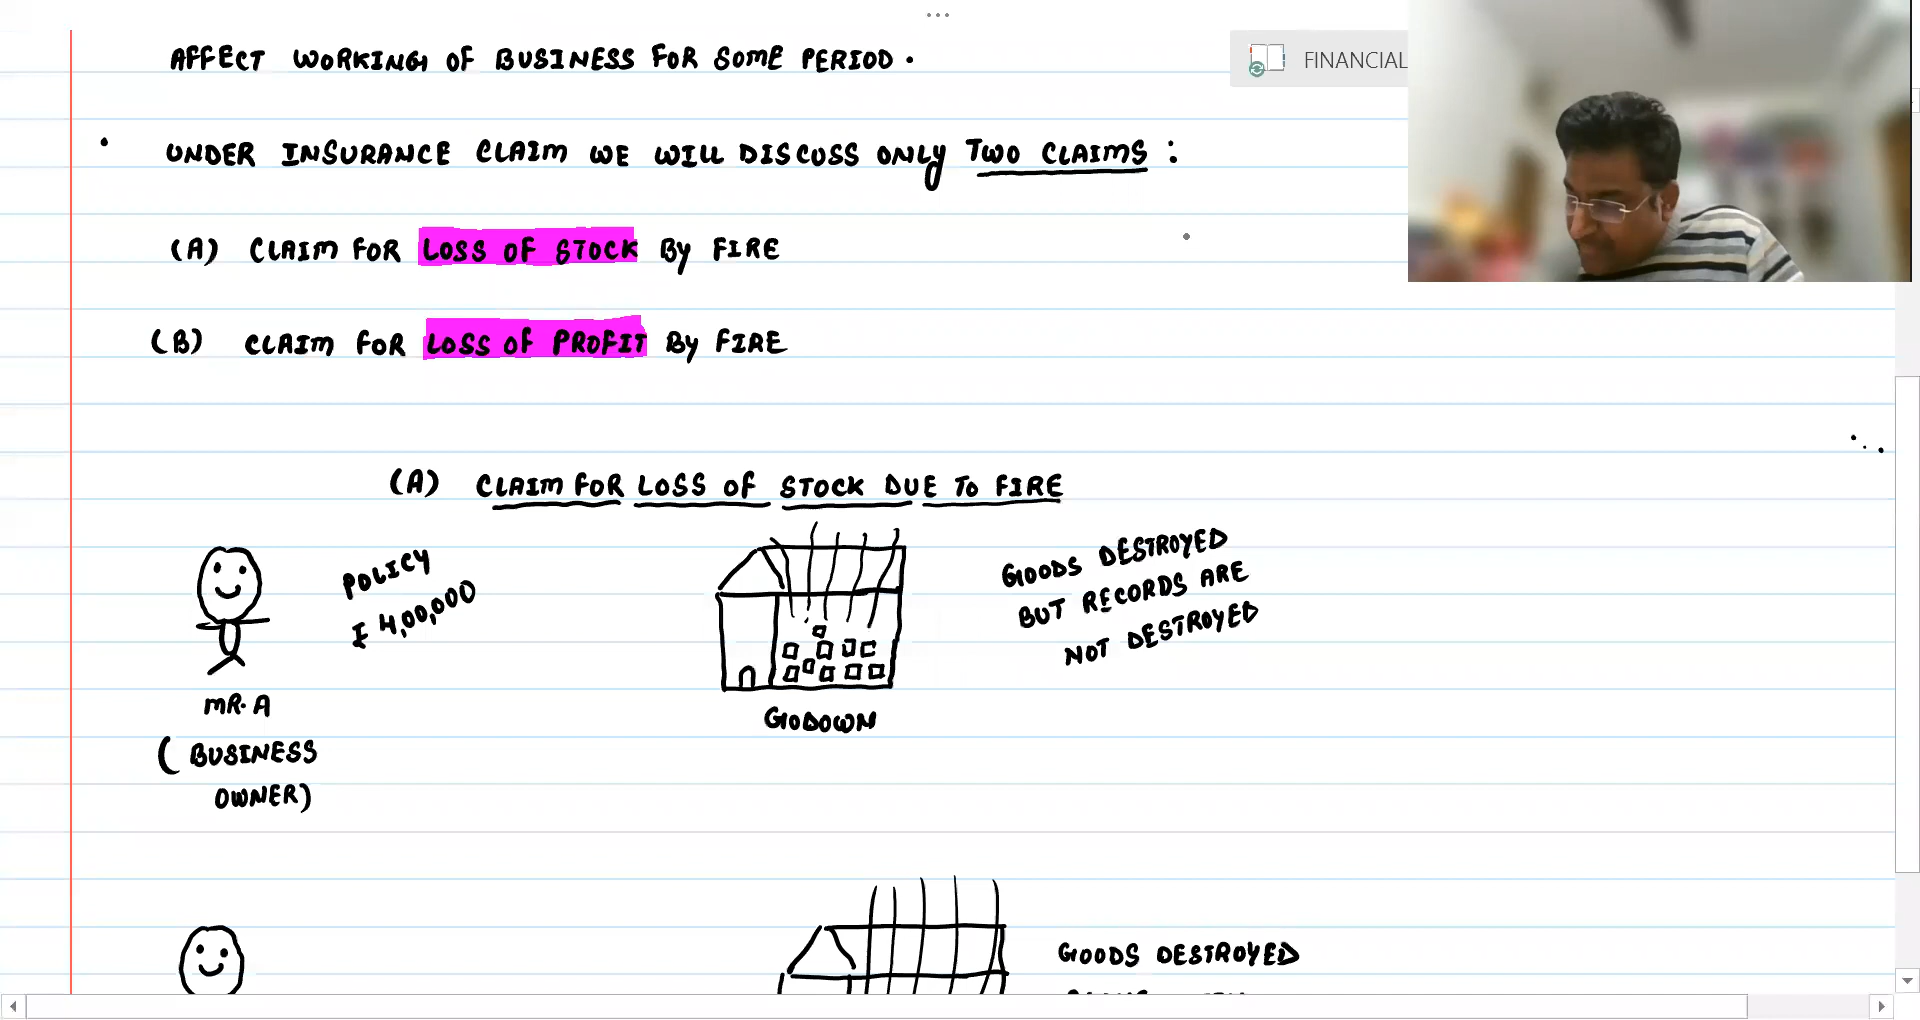 AFFECT WORKING OF BUSINESS FOR SOME PERIOD.
FINANCIAL
• UNDER INSURANCE CLAIM WE WILL DISCUSS ONLY TWO CLAIMS :
(A) CLAIM FOR LOSS OF STOCK BY FIRE
(B) CLAIM FOR LOSS OF PROFIT BY FIRE
(A) CLAIM FOR LOSS OF STOCK DUE TO FIRE
POLICY
₹ 4,00,000
GOODS DESTROYED
BUT RECORDS ARE
NOT DESTROYED
MR. A
(BUSINESS
OWNER)
GODOWN
GOODS DESTROYED